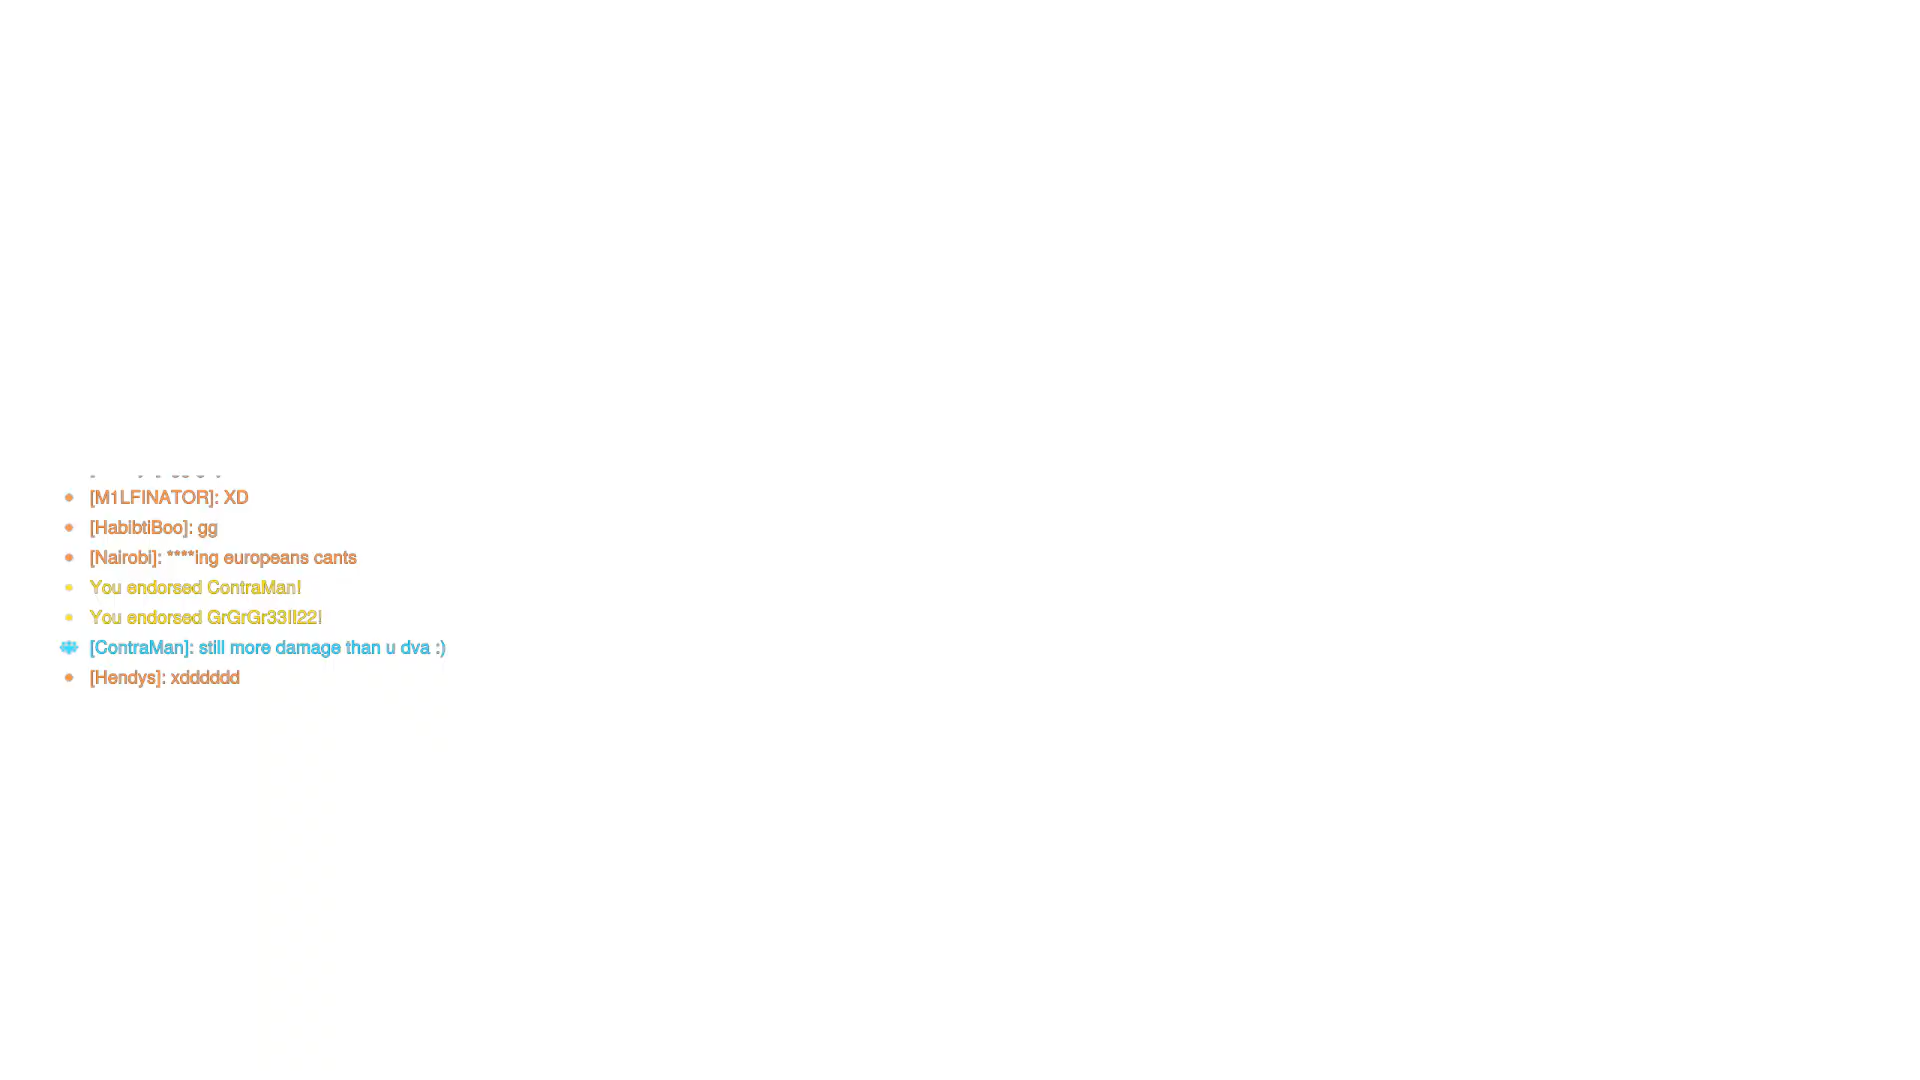 [M1LFINATOR]: XD
[HabibtiBoo]: gg
[Nairobi]: ****ing europeans cants
You endorsed ContraMan!
You endorsed GrGrGr33II22!
[ContraMan]: still more damage than u dva :)
[Hendys]: xdddddd